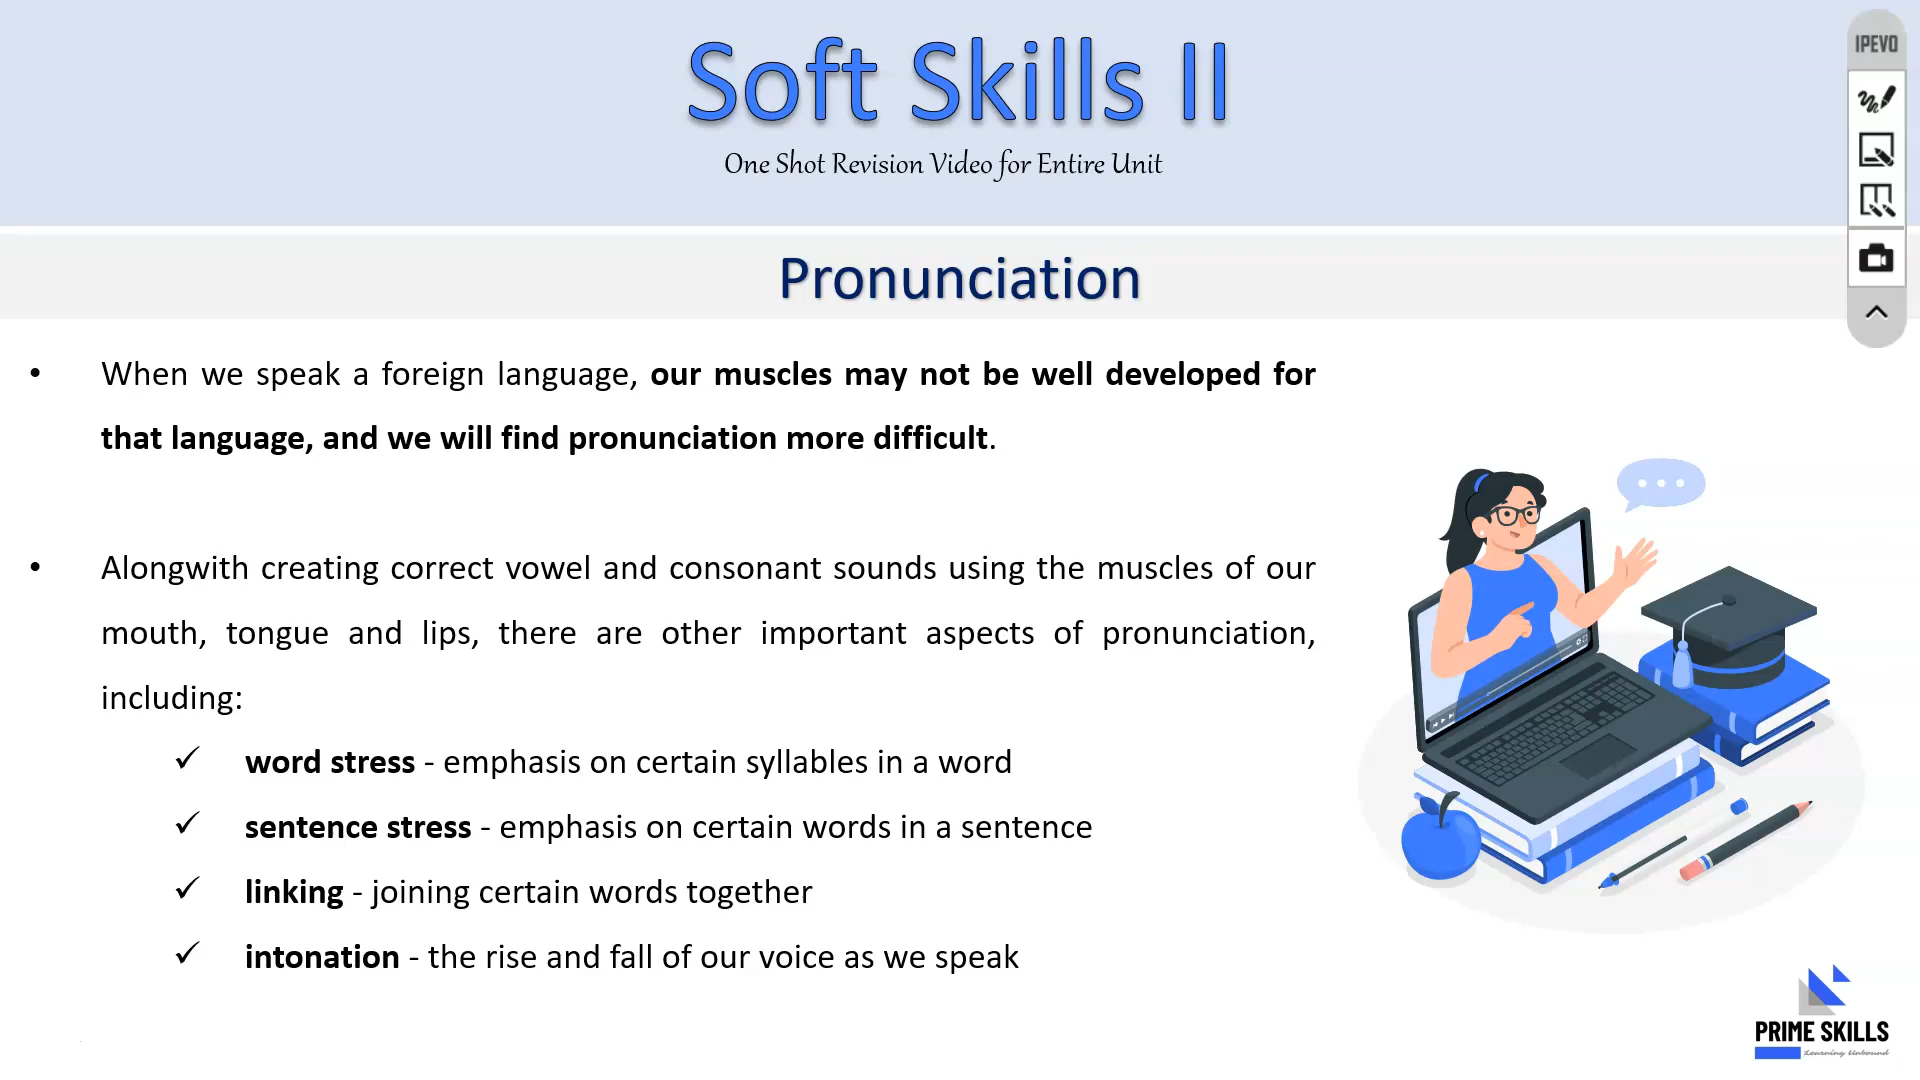 Soft Skills II
One Shot Revision Video for Entire Unit
IPEVO
Pronunciation
• When we speak a foreign language, our muscles may not be well developed for
that language, and we will find pronunciation more difficult.
• Alongwith creating correct vowel and consonant sounds using the muscles of our
mouth, tongue and lips, there are other important aspects of pronunciation,
including:
✓ word stress - emphasis on certain syllables in a word
✓ sentence stress - emphasis on certain words in a sentence
✓ linking - joining certain words together
✓ intonation - the rise and fall of our voice as we speak
PRIME SKILLS
Learning Unbound